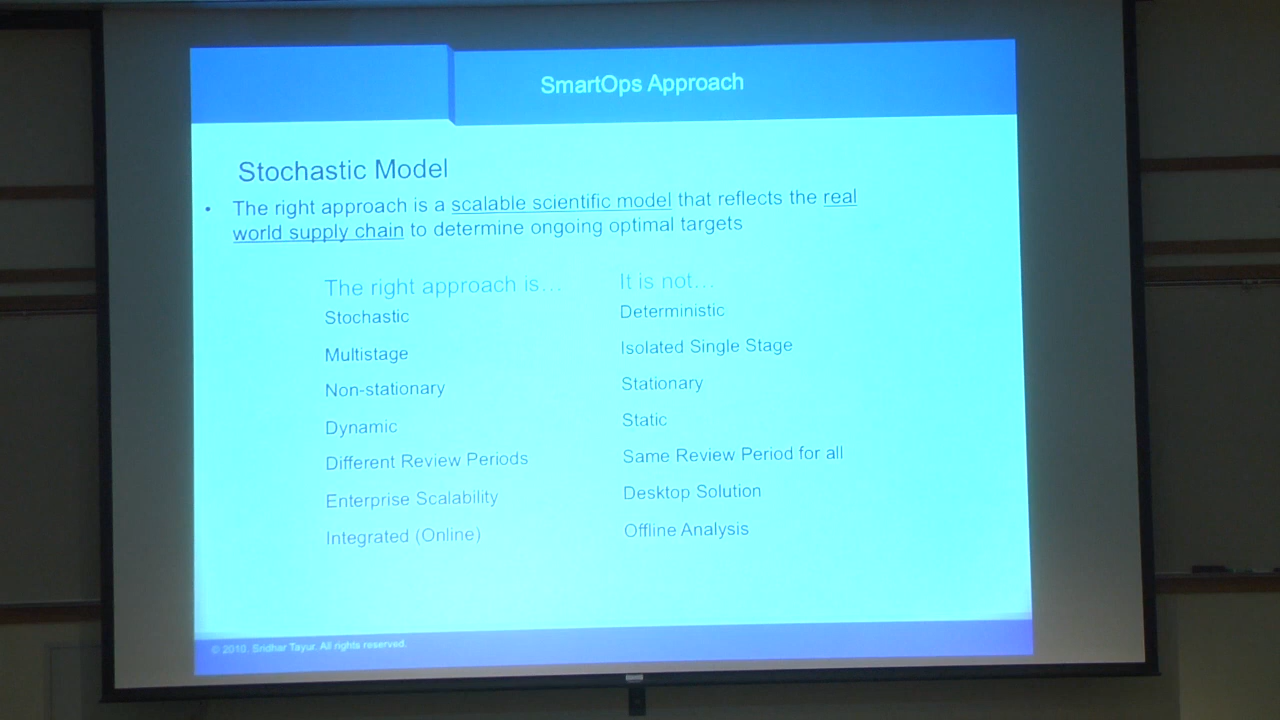 SmartOps Approach
Stochastic Model
• The right approach is a scalable scientific model that reflects the real
world supply chain to determine ongoing optimal targets
The right approach is... It is not...
Stochastic Deterministic
Multistage Isolated Single Stage
Non-stationary Stationary
Dynamic Static
Different Review Periods Same Review Period for all
Enterprise Scalability Desktop Solution
Integrated (Online) Offline Analysis
© 2010, Sridhar Tayur. All rights reserved.